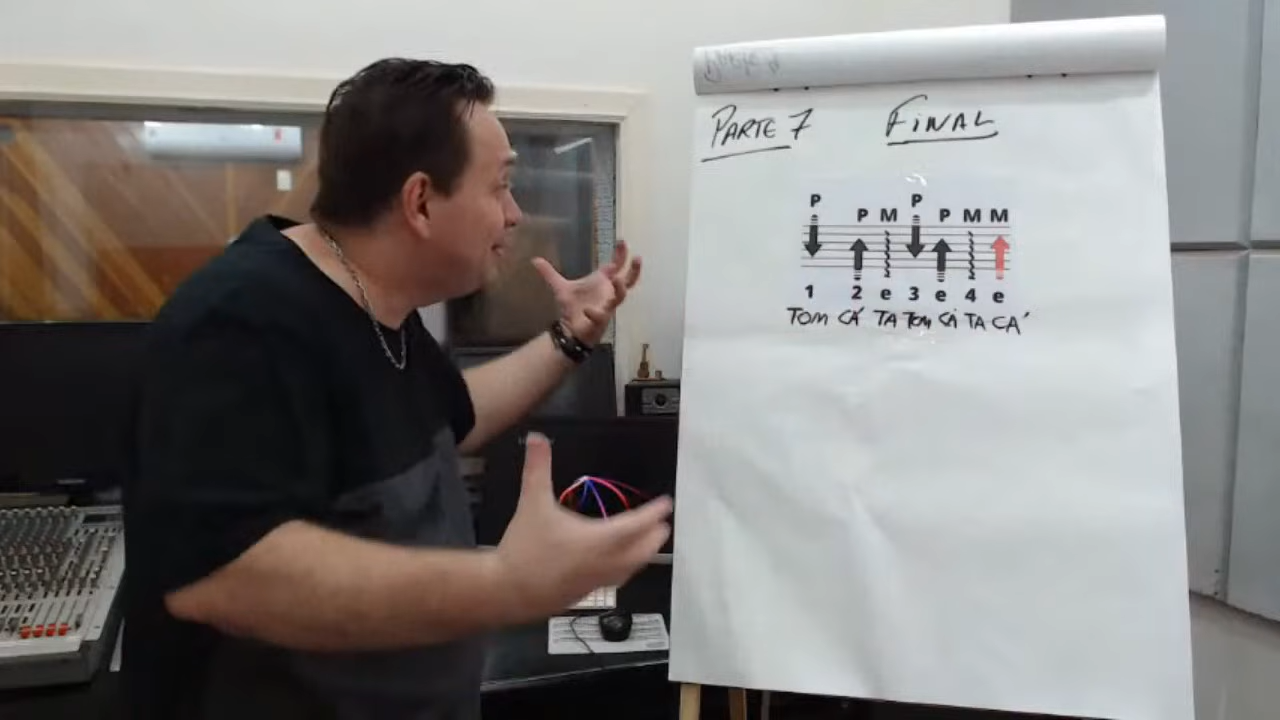 PARTE 7 FINAL
P P
P M P M M
1 2 e 3 e 4 e
TOM CÁ TA TOM CÁ TA CÁ